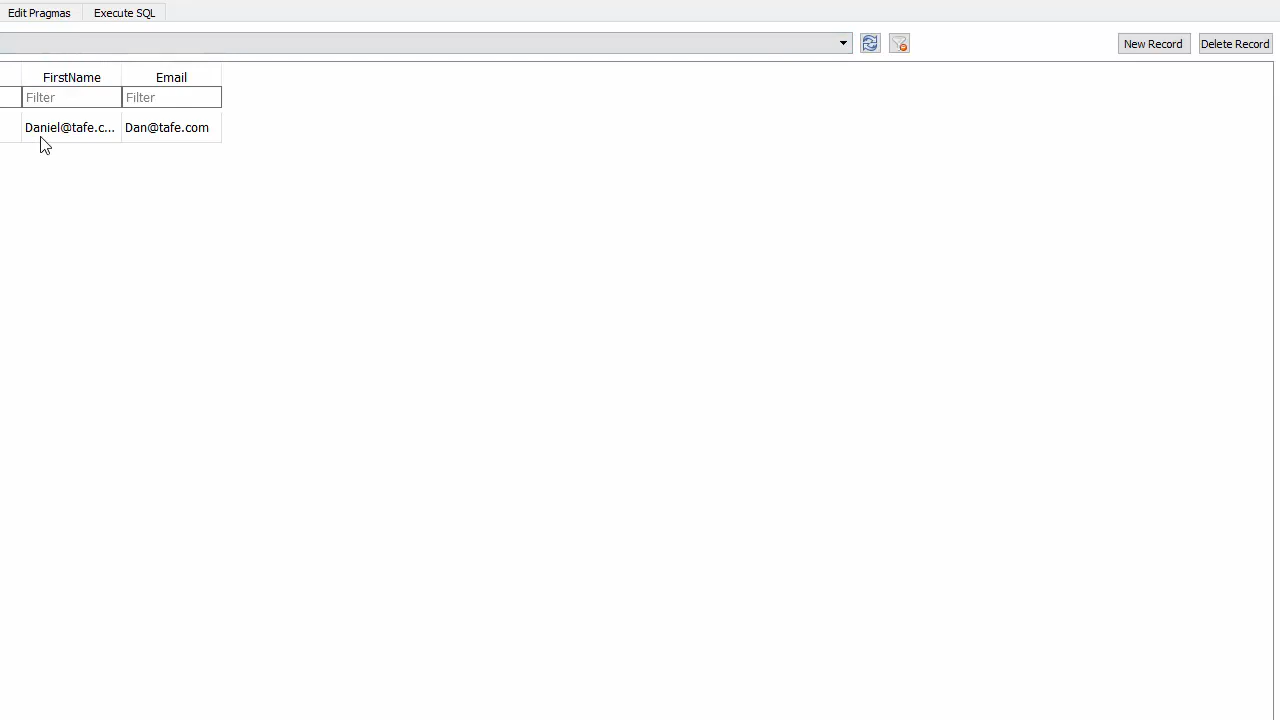 Edit Pragmas Execute SQL
New Record Delete Record
FirstName Email
Filter Filter
Daniel@tafe.c... Dan@tafe.com